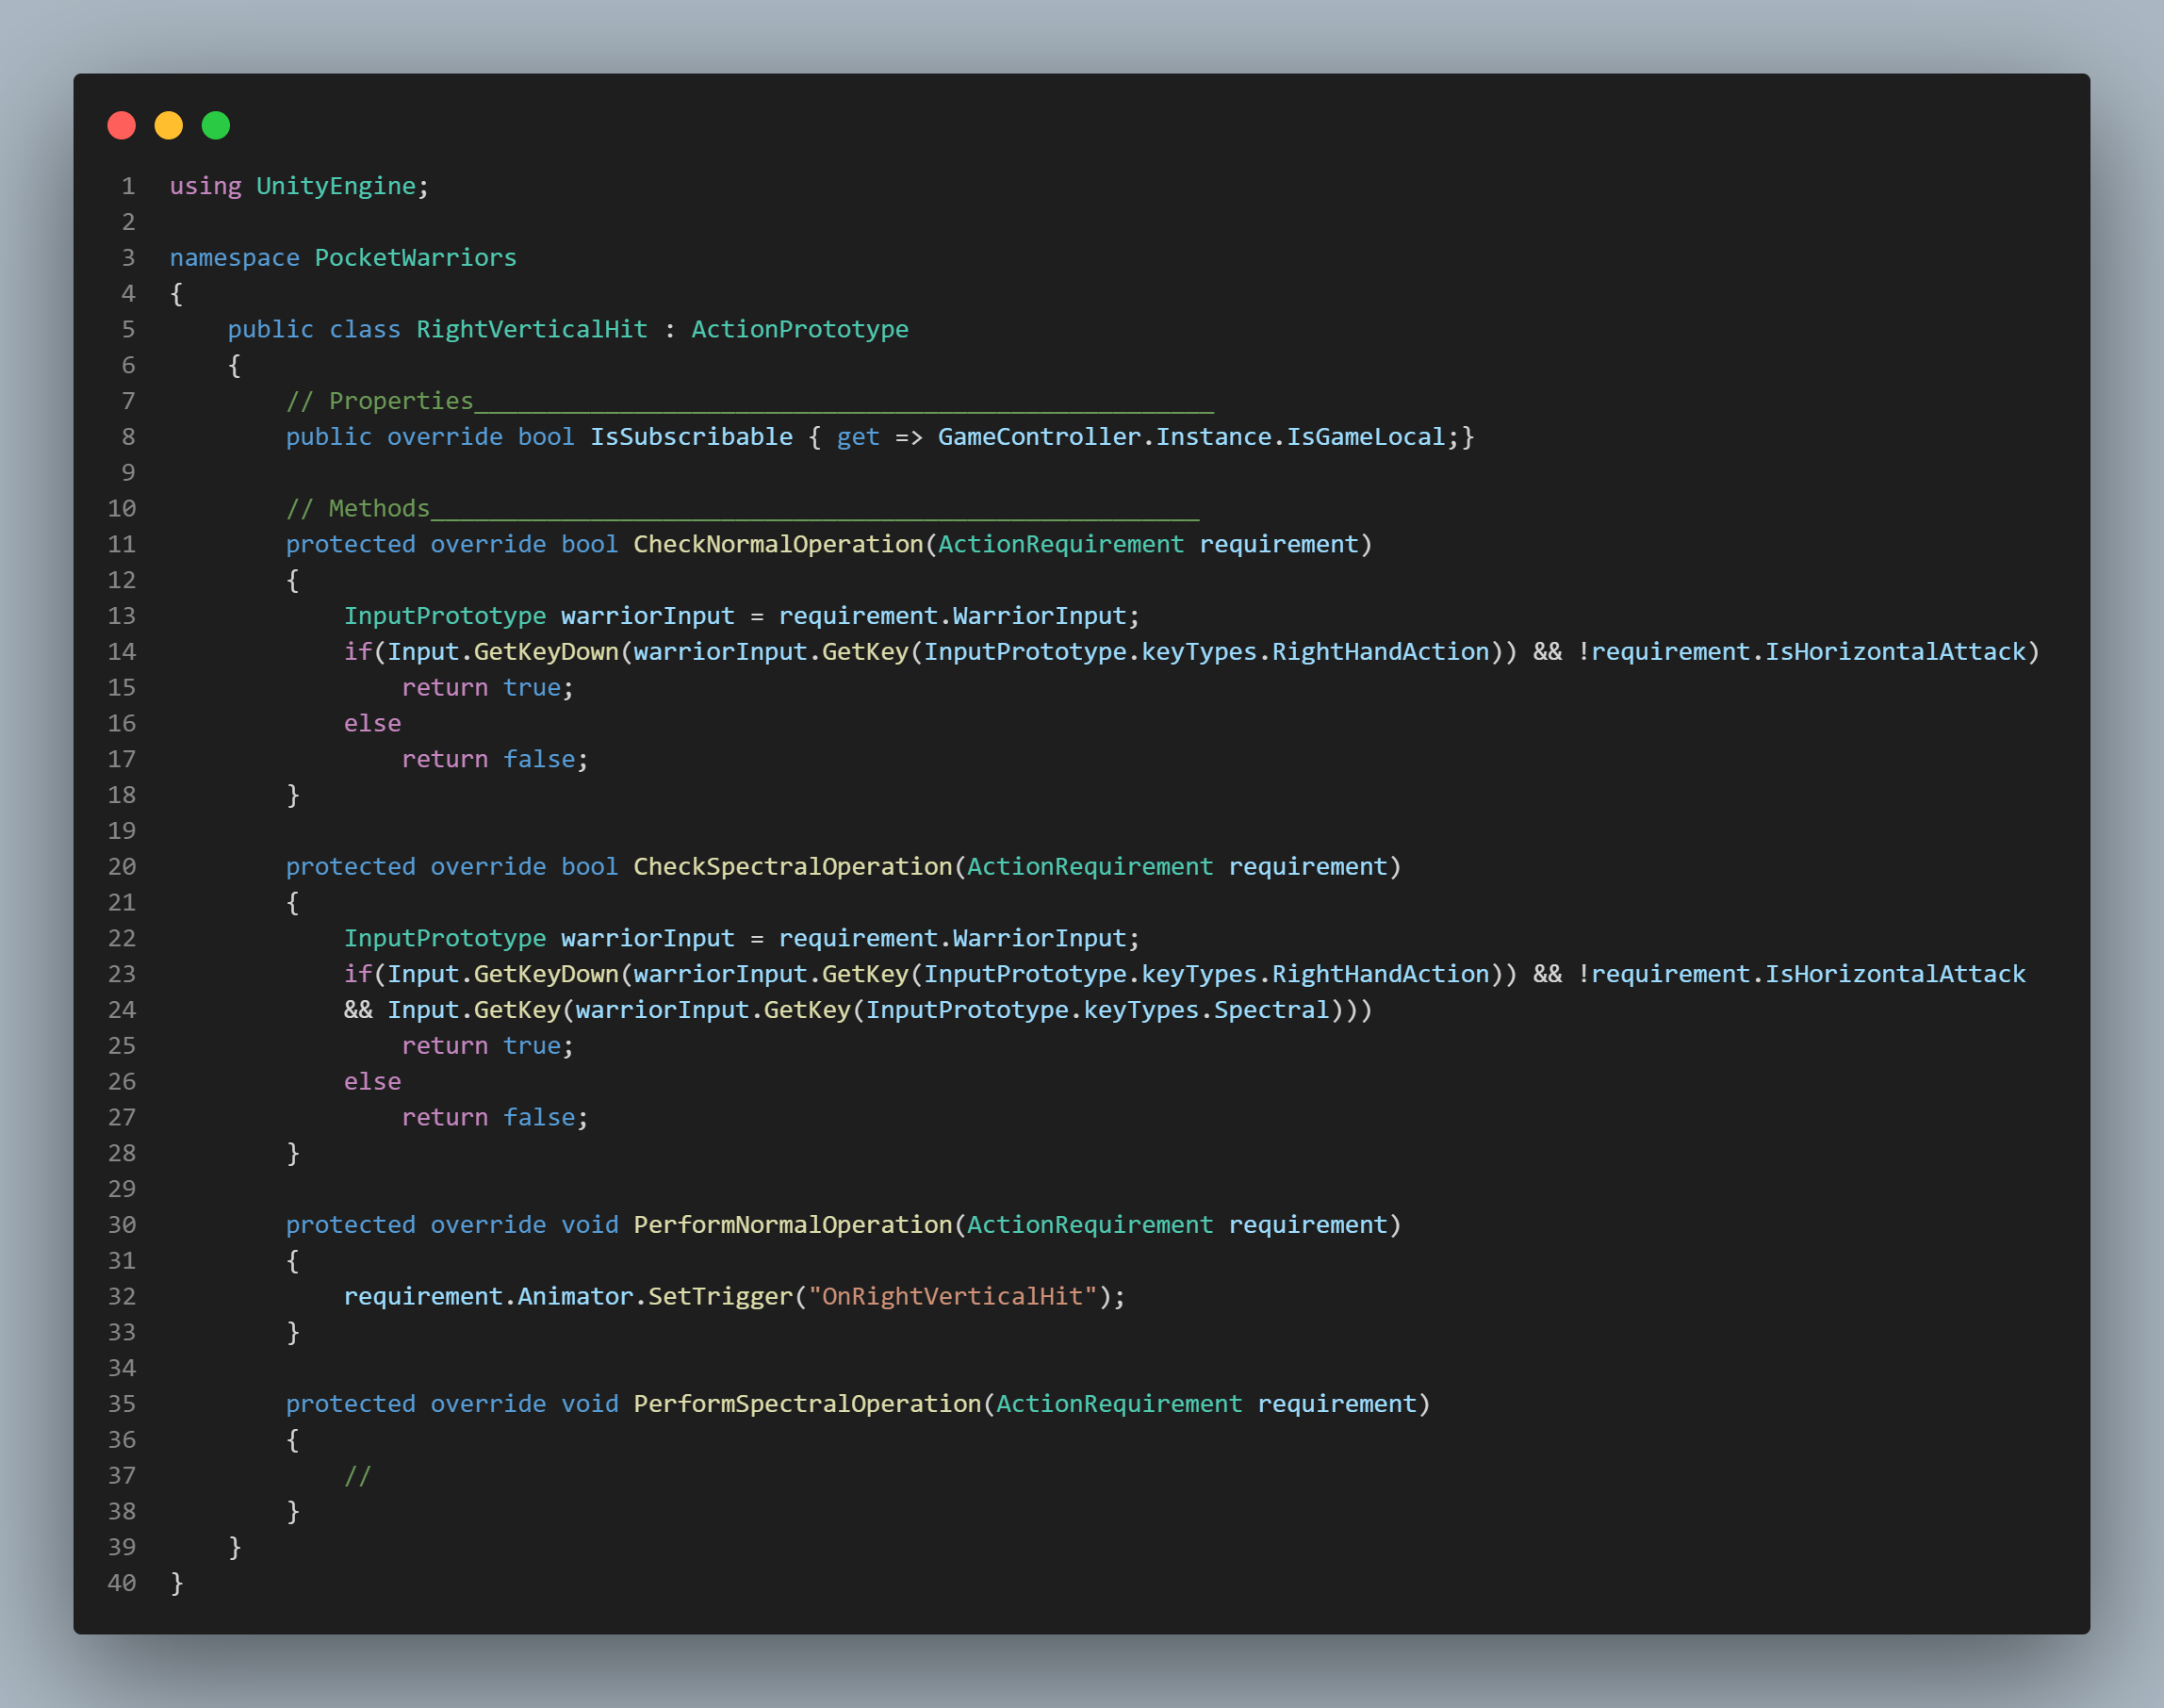 1 using UnityEngine;
2
3 namespace PocketWarriors
4 {
5     public class RightVerticalHit : ActionPrototype
6     {
7         // Properties___________________________________________________
8         public override bool IsSubscribable { get => GameController.Instance.IsGameLocal;}
9
10         // Methods_____________________________________________________
11         protected override bool CheckNormalOperation(ActionRequirement requirement)
12         {
13             InputPrototype warriorInput = requirement.WarriorInput;
14             if(Input.GetKeyDown(warriorInput.GetKey(InputPrototype.keyTypes.RightHandAction)) && !requirement.IsHorizontalAttack)
15                 return true;
16             else
17                 return false;
18         }
19
20         protected override bool CheckSpectralOperation(ActionRequirement requirement)
21         {
22             InputPrototype warriorInput = requirement.WarriorInput;
23             if(Input.GetKeyDown(warriorInput.GetKey(InputPrototype.keyTypes.RightHandAction)) && !requirement.IsHorizontalAttack
24             && Input.GetKey(warriorInput.GetKey(InputPrototype.keyTypes.Spectral)))
25                 return true;
26             else
27                 return false;
28         }
29
30         protected override void PerformNormalOperation(ActionRequirement requirement)
31         {
32             requirement.Animator.SetTrigger("OnRightVerticalHit");
33         }
34
35         protected override void PerformSpectralOperation(ActionRequirement requirement)
36         {
37             //
38         }
39     }
40 }